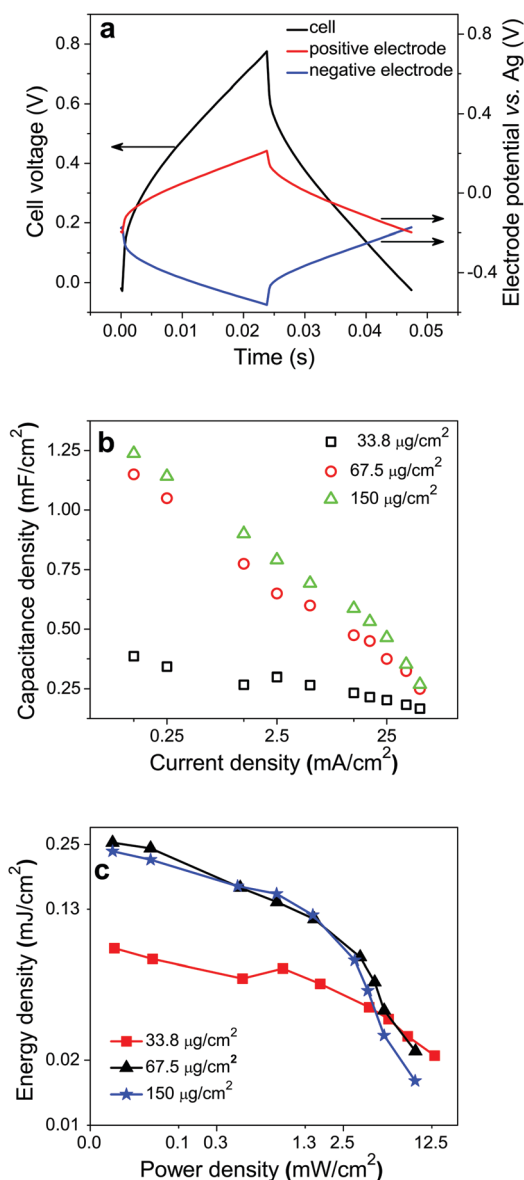 a
cell
positive electrode
negative electrode
0.8
0.6
0.4
0.2
0.0
0.8
0.4
0.0
-0.4
Cell voltage (V)
Electrode potential vs. Ag (V)
0.00 0.01 0.02 0.03 0.04 0.05
Time (s)
b
33.8 μg/cm²
67.5 μg/cm²
150 μg/cm²
1.25
1.00
0.75
0.50
0.25
Capacitance density (mF/cm²)
0.25 2.5 25
Current density (mA/cm²)
c
0.25
0.13
0.02
0.01
Energy density (mJ/cm²)
33.8 μg/cm²
67.5 μg/cm²
150 μg/cm²
0.0 0.1 0.3 1.3 2.5 12.5
Power density (mW/cm²)